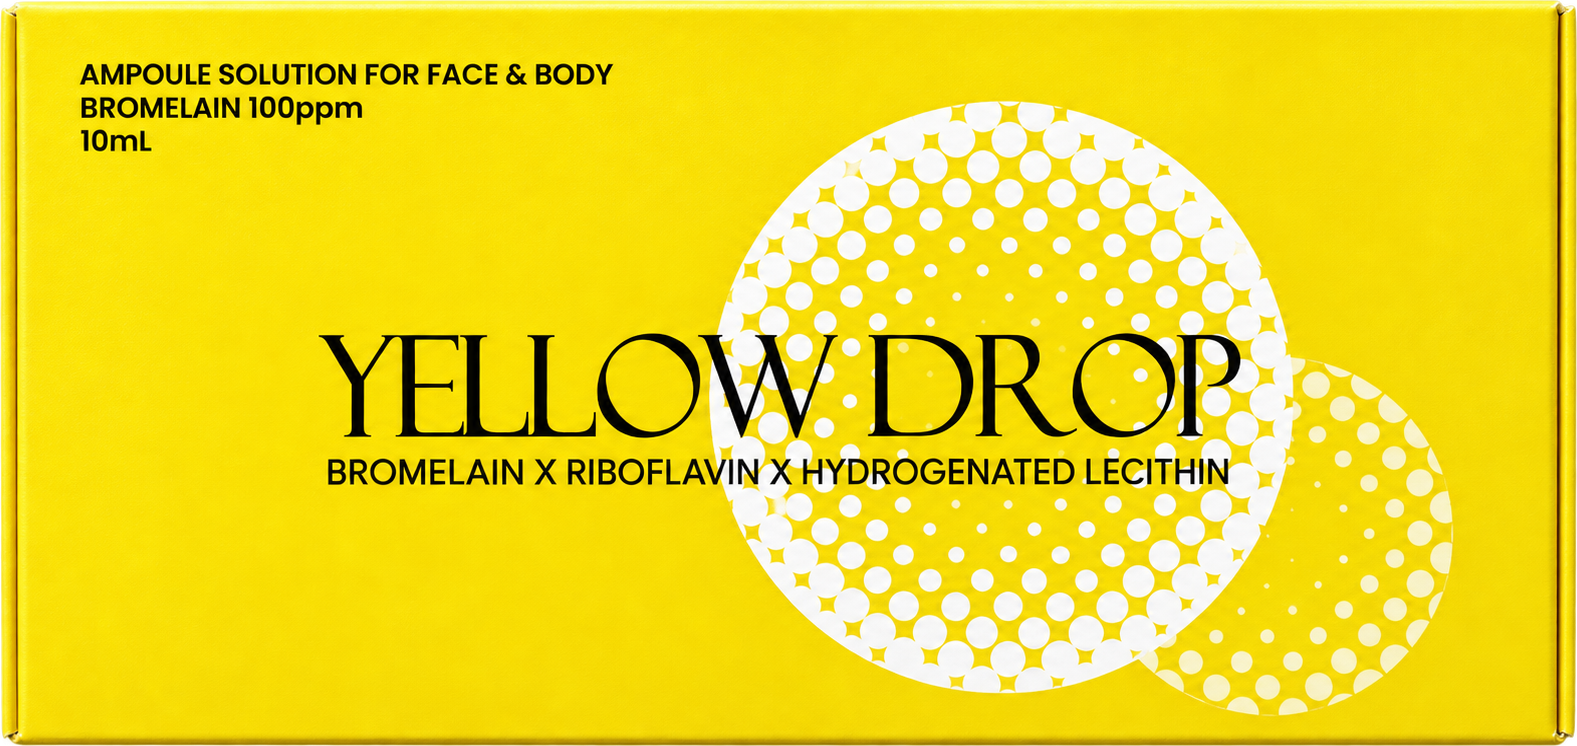 AMPOULE SOLUTION FOR FACE & BODY
BROMELAIN 100ppm
10mL
YELLOW DROP
BROMELAIN X RIBOFLAVIN X HYDROGENATED LECITHIN